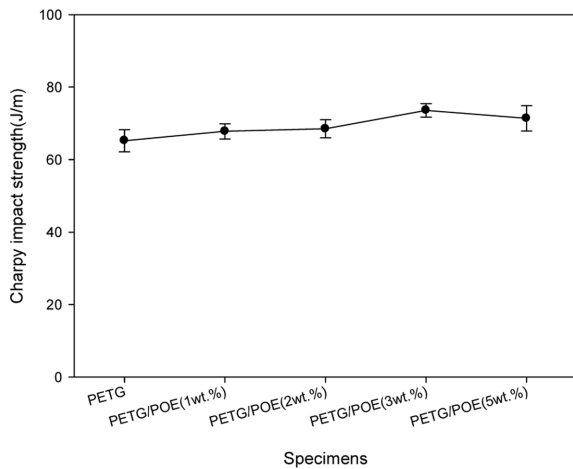 Charpy impact strength(J/m)
100
80
60
40
20
0
PETG
PETG/POE(1wt.%)
PETG/POE(2wt.%)
PETG/POE(3wt.%)
PETG/POE(5wt.%)
Specimens